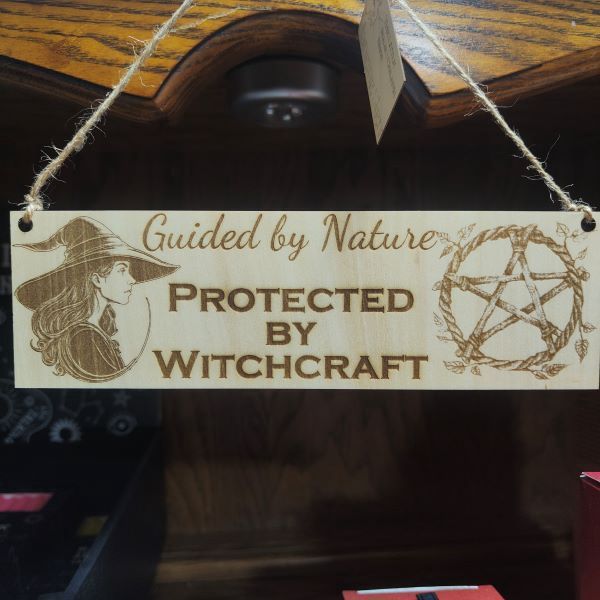 Guided by Nature
PROTECTED
BY
WITCHCRAFT